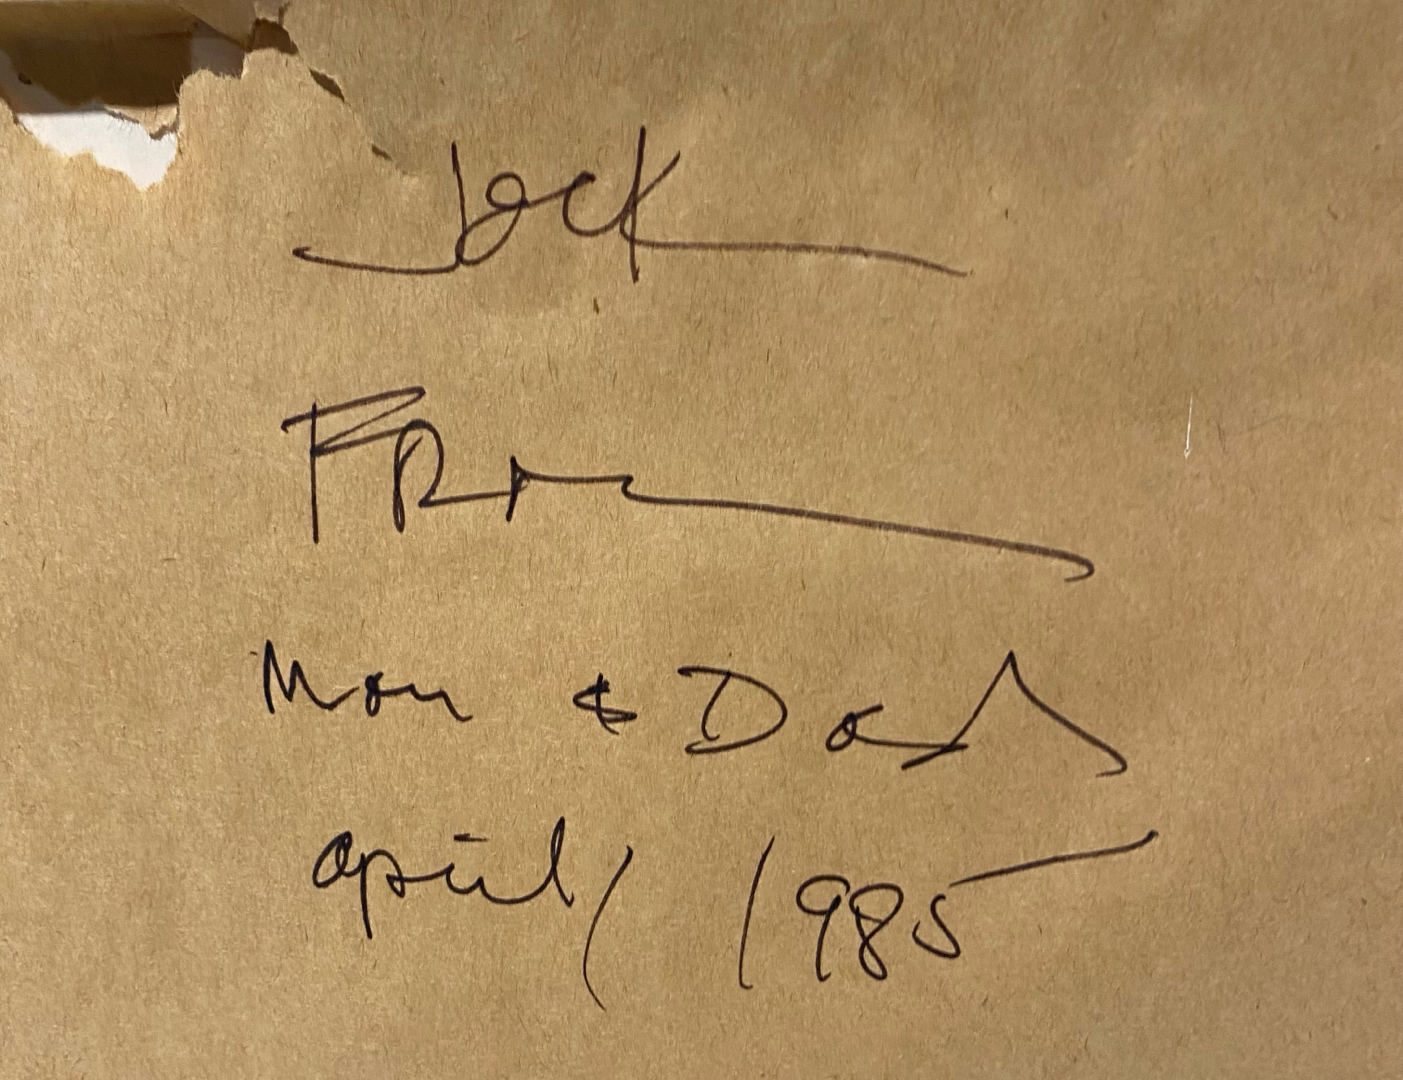 Jack
FROM
Mom & Dad
april, 1985